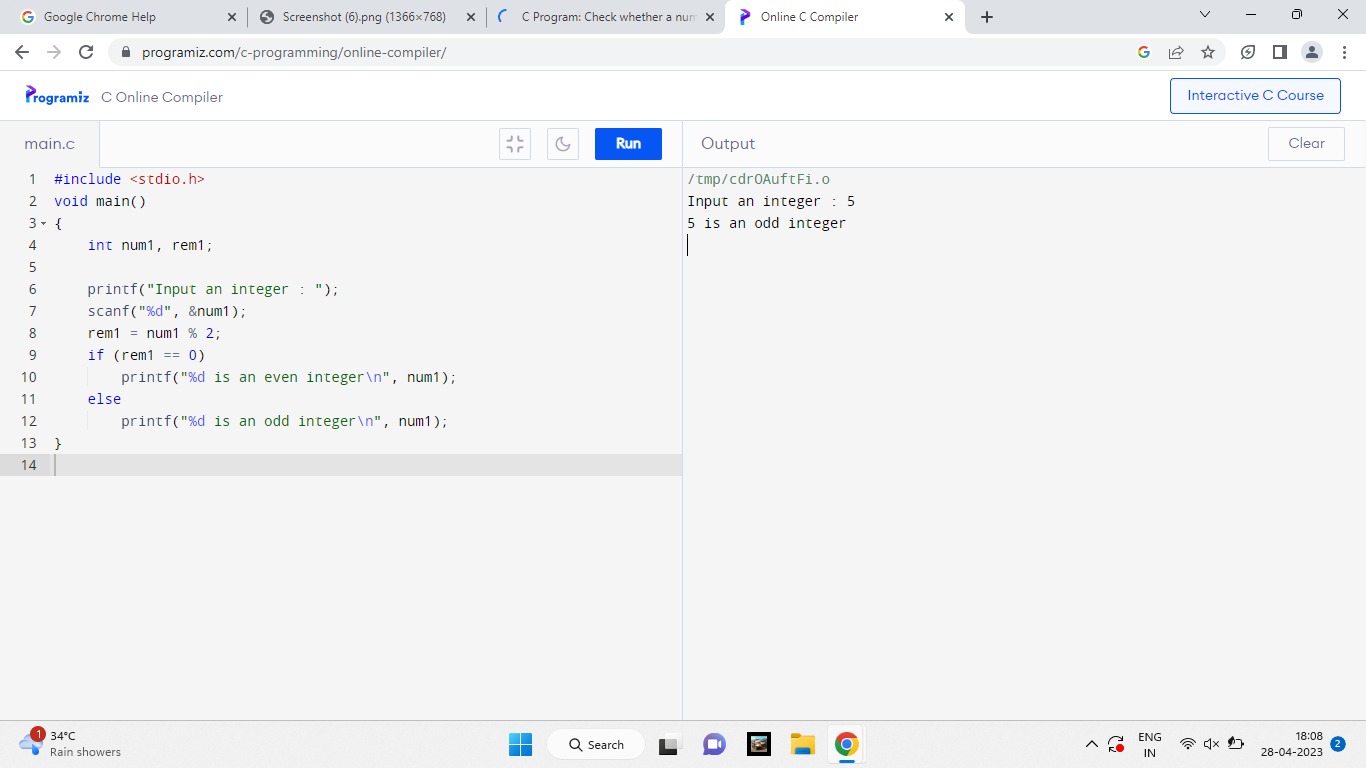 Google Chrome Help
Screenshot (6).png (1366×768)
C Program: Check whether a num
Online C Compiler
programiz.com/c-programming/online-compiler/
Programiz
C Online Compiler
Interactive C Course
main.c
Run
Output
Clear
1 #include <stdio.h>
2 void main()
3 {
4     int num1, rem1;
5
6     printf("Input an integer : ");
7     scanf("%d", &num1);
8     rem1 = num1 % 2;
9     if (rem1 == 0)
10         printf("%d is an even integer\n", num1);
11     else
12         printf("%d is an odd integer\n", num1);
13 }
14
/tmp/cdrOAuftFi.o
Input an integer : 5
5 is an odd integer
1
34°C
Rain showers
Search
ENG
IN
18:08
28-04-2023
2